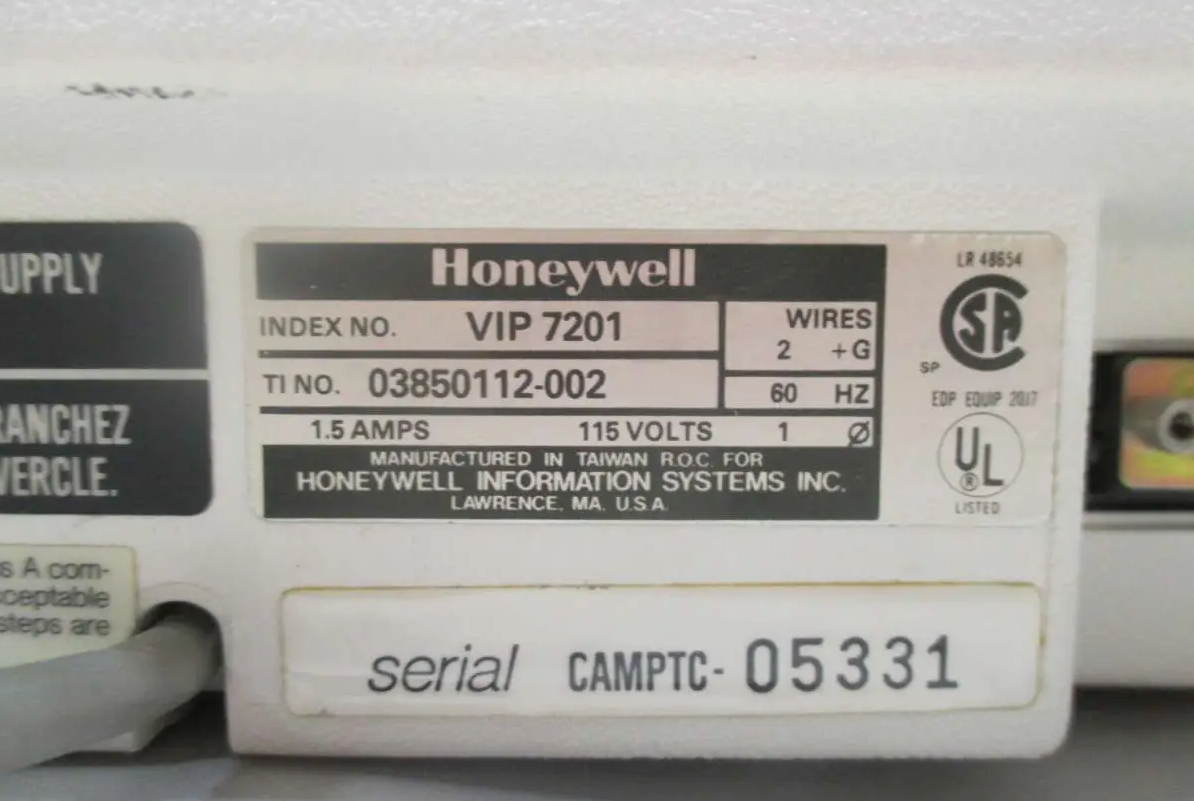 UPPLY
RANCHEZ
VERCLE.
s A com-
cceptable
steps are
Honeywell
INDEX NO. VIP 7201
WIRES
2 +G
TI NO. 03850112-002
60 HZ
1.5 AMPS 115 VOLTS 1 Ø
MANUFACTURED IN TAIWAN R.O.C. FOR
HONEYWELL INFORMATION SYSTEMS INC.
LAWRENCE, MA. U.S.A.
LR 48654
SA
SP
EDP EQUIP 2017
UL
®
LISTED
serial CAMPTC-05331